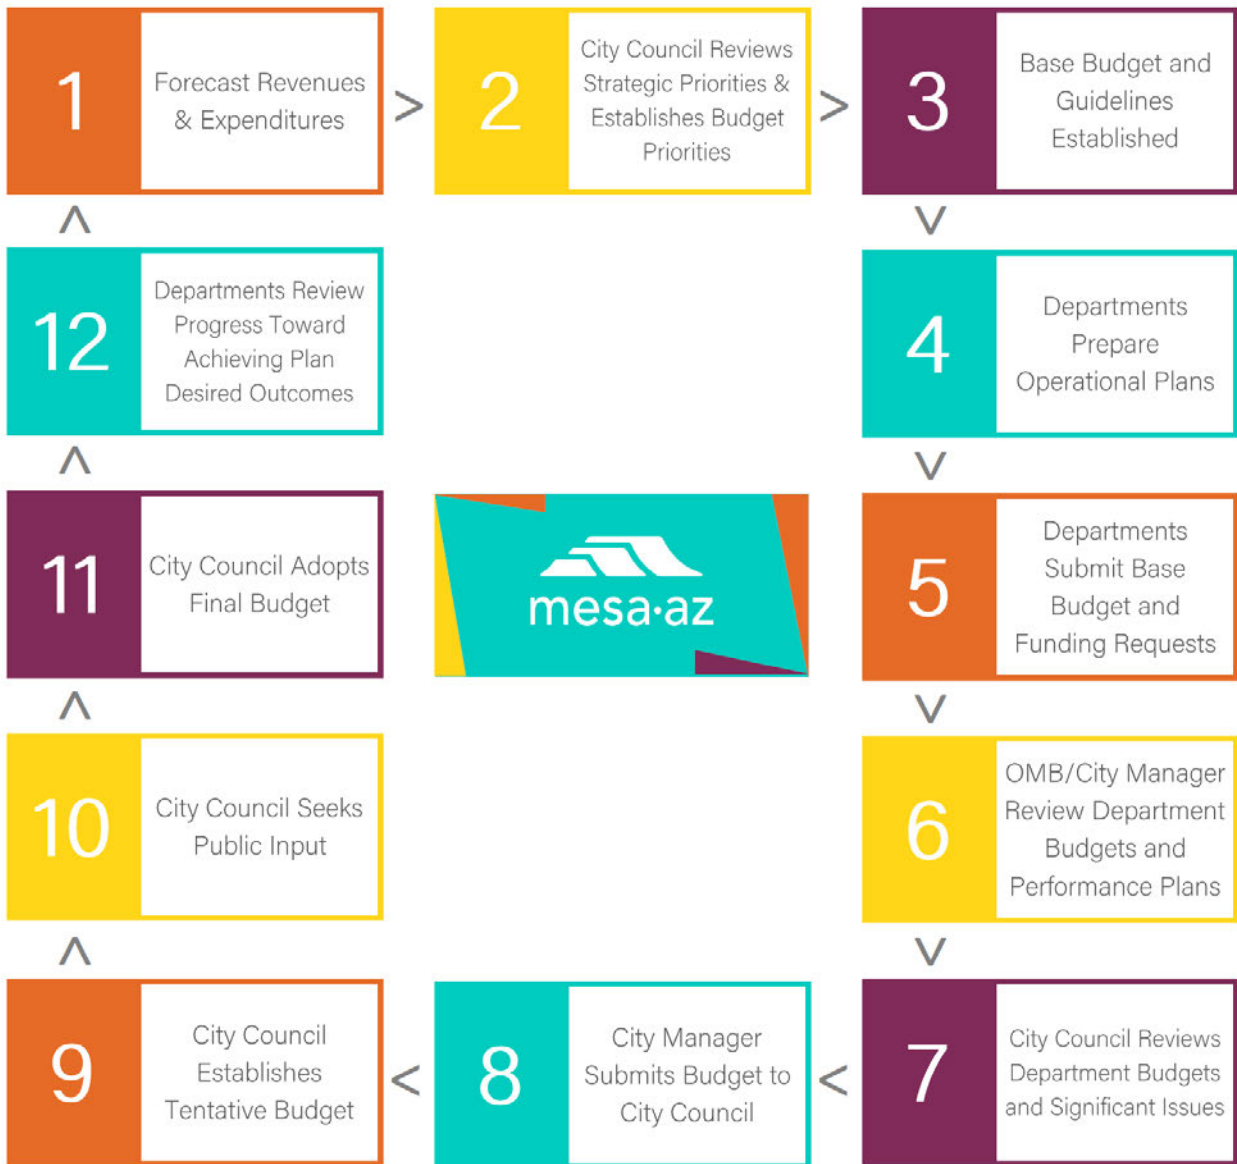 1
Forecast Revenues
& Expenditures
>
2
City Council Reviews
Strategic Priorities &
Establishes Budget
Priorities
>
3
Base Budget and
Guidelines
Established
>
4
Departments
Prepare
Operational Plans
>
5
Departments
Submit Base
Budget and
Funding Requests
>
6
OMB/City Manager
Review Department
Budgets and
Performance Plans
>
7
City Council Reviews
Department Budgets
and Significant Issues
<
8
City Manager
Submits Budget to
City Council
<
9
City Council
Establishes
Tentative Budget
>
10
City Council Seeks
Public Input
>
11
City Council Adopts
Final Budget
>
12
Departments Review
Progress Toward
Achieving Plan
Desired Outcomes
>
mesa·az